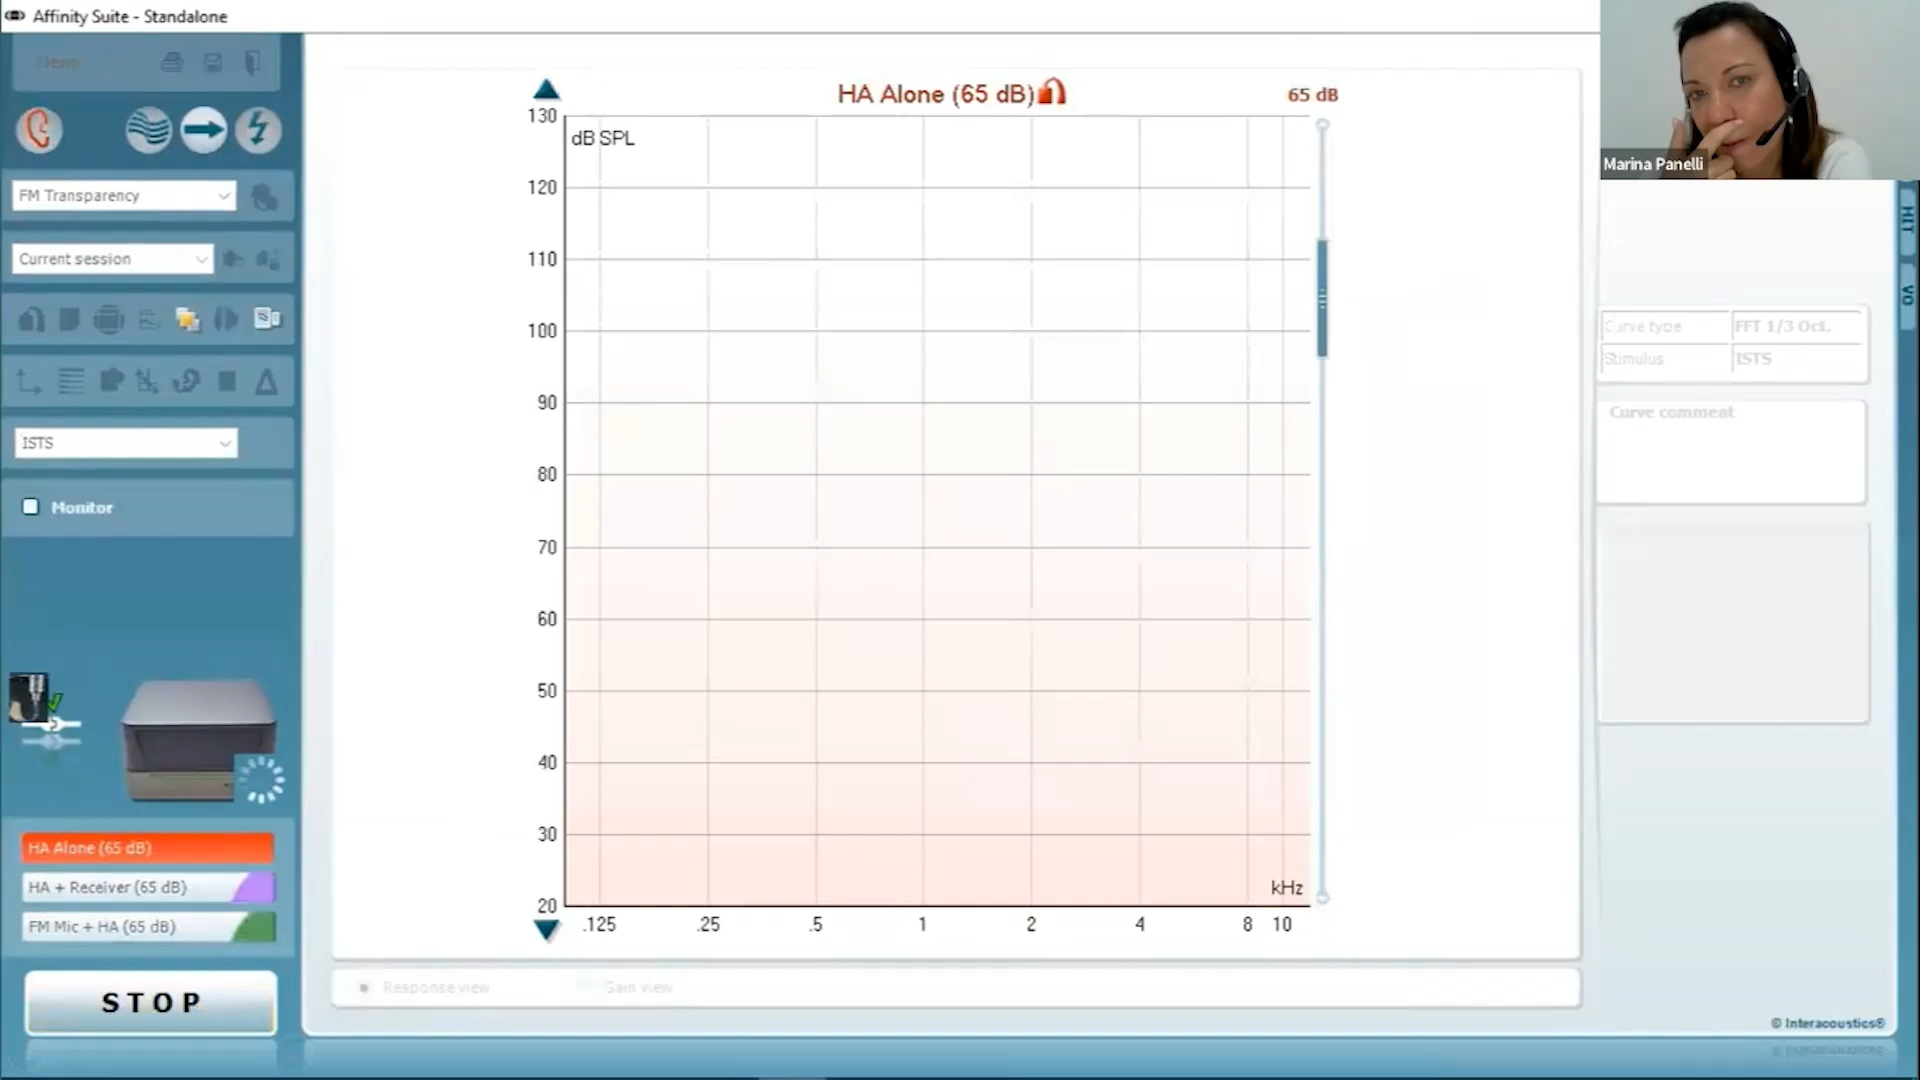 Affinity Suite - Standalone
Menu
FM Transparency
Current session
ISTS
Monitor
HA Alone (65 dB)
HA + Receiver (65 dB)
FM Mic + HA (65 dB)
STOP
HA Alone (65 dB)
65 dB
dB SPL
130
120
110
100
90
80
70
60
50
40
30
20
kHz
.125 .25 .5 1 2 4 8 10
Response view Gain view
Marina Panelli
HIT
VO
Curve type FFT 1/3 Oct.
Stimulus ISTS
Curve comment
© Interacoustics®